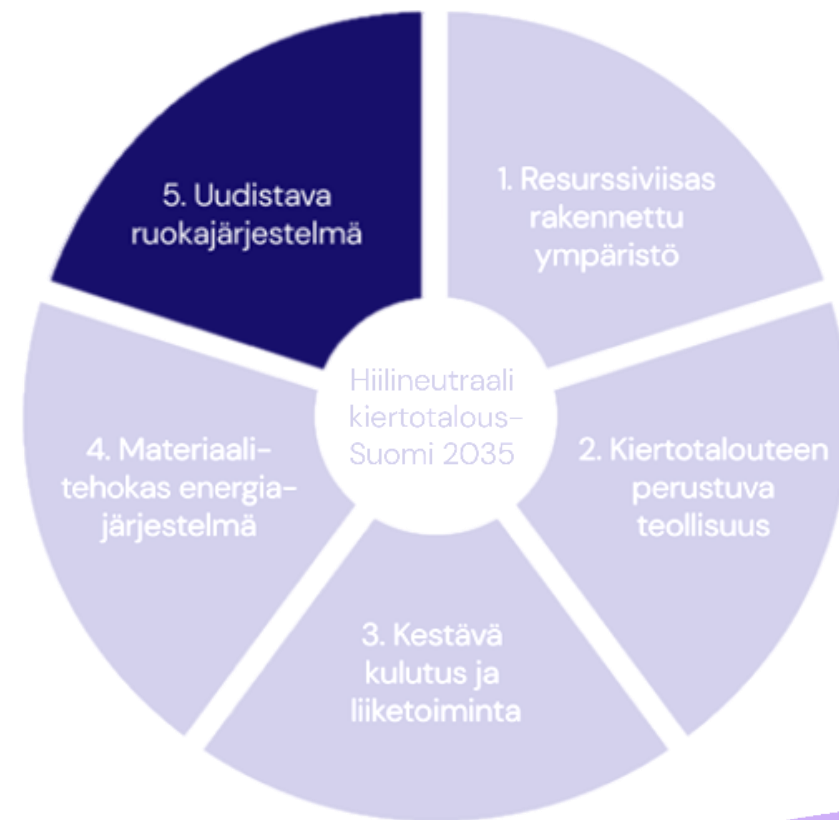 5. Uudistava
ruokajärjestelmä
1. Resurssiviisas
rakennettu
ympäristö
Hiilineutraali
kiertotalous-
Suomi 2035
4. Materiaali-
tehokas energia-
järjestelmä
2. Kiertotalouteen
perustuva
teollisuus
3. Kestävä
kulutus ja
liiketoiminta